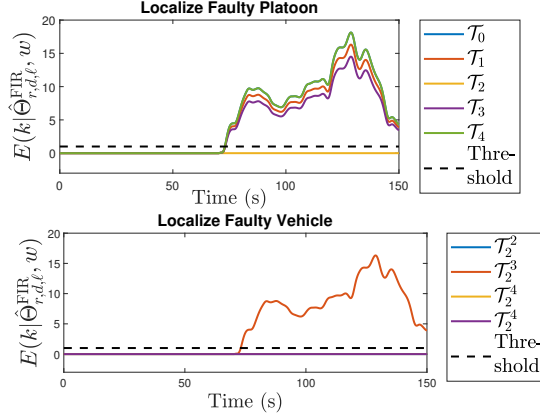 Localize Faulty Platoon
E(k|Θ̂^FIR_{r,d,ℓ}, w)
20
15
10
5
0
0
50
100
150
Time (s)
𝒯_0
𝒯_1
𝒯_2
𝒯_3
𝒯_4
Thre-
shold
Localize Faulty Vehicle
E(k|Θ̂^FIR_{r,d,ℓ}, w)
20
15
10
5
0
0
50
100
150
Time (s)
𝒯_2^2
𝒯_2^3
𝒯_2^4
𝒯_2^4
Thre-
shold